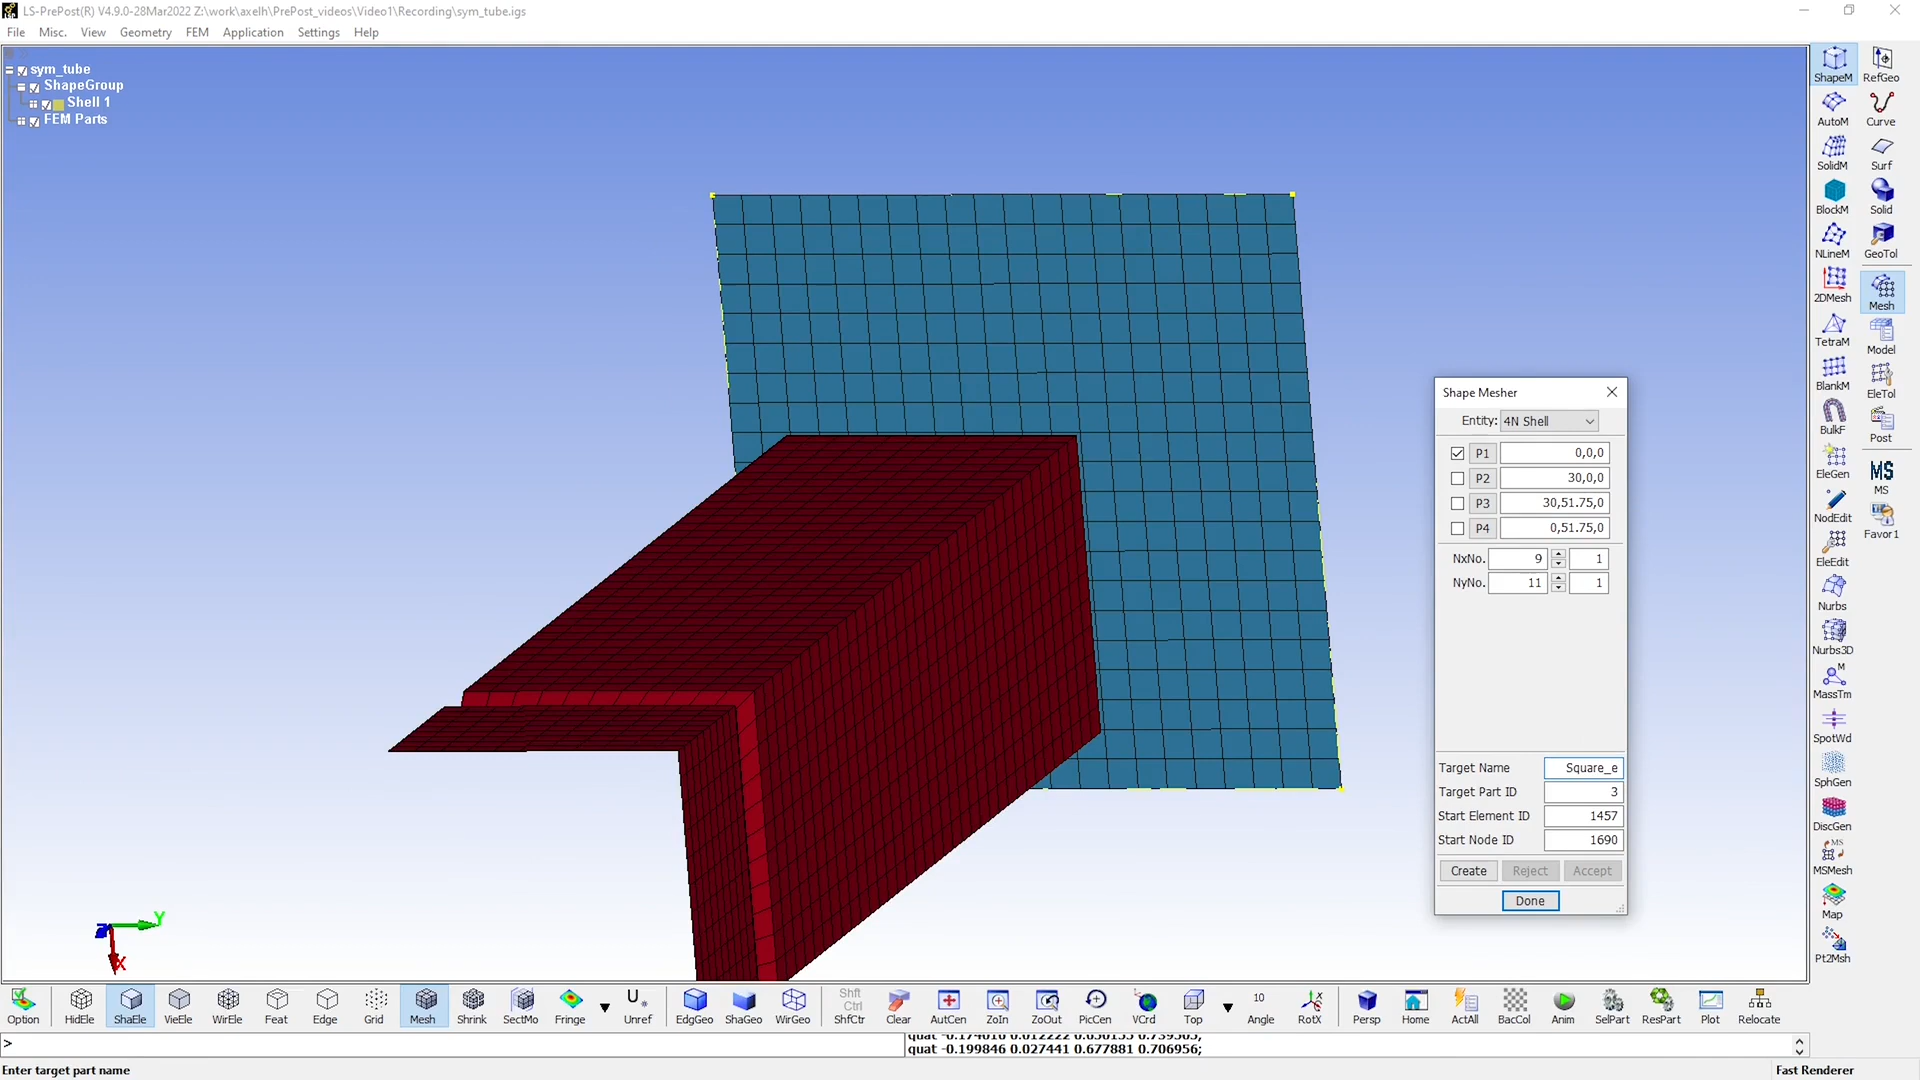 LS-PrePost(R) V4.9.0-28Mar2022 Z:\work\axelh\PrePost_videos\Video1\Recording\sym_tube.igs
File Misc. View Geometry FEM Application Settings Help
sym_tube
ShapeGroup
Shell 1
FEM Parts
ShapeM RefGeo
AutoM Curve
SolidM Surf
BlockM Solid
NLineM GeoTol
2DMesh Mesh
TetraM Model
BlankM EleTol
BulkF Post
EleGen MS
MS
NodEdit Favor1
EleEdit
Nurbs
Nurbs3D
M
MassTm
SpotWd
SphGen
DiscGen
MS
MSMesh
Map
Pt2Msh
Shape Mesher
Entity: 4N Shell
P1 0,0,0
P2 30,0,0
P3 30,51.75,0
P4 0,51.75,0
NxNo. 9 1
NyNo. 11 1
Target Name Square_e
Target Part ID 3
Start Element ID 1457
Start Node ID 1690
Create Reject Accept
Done
Y
Z
X
Option HidEle ShaEle VieEle WirEle Feat Edge Grid Mesh Shrink SectMo Fringe U Unref EdgGeo ShaGeo WirGeo Shft Ctrl ShfCtr Clear AutCen ZoIn ZoOut PicCen VCrd Top 10 Angle RotX Persp Home ActAll BacCol Anim SelPart ResPart Plot Relocate
>
quat -0.199846 0.027441 0.677881 0.706956;
Enter target part name
Fast Renderer